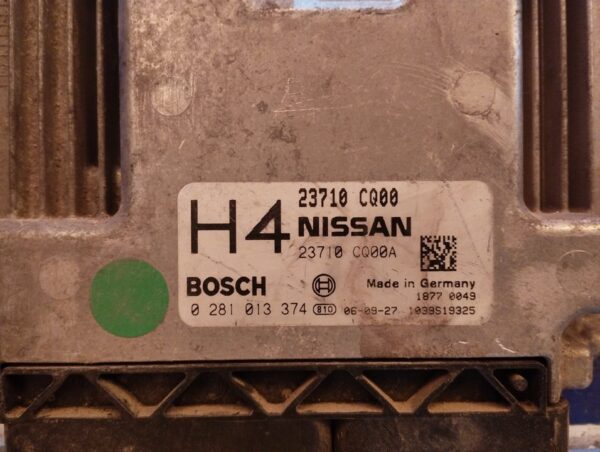 23710 CQ00
H4 NISSAN
23710 CQ00A
BOSCH
Made in Germany
1877 0049
0 281 013 374 810 06-09-27 1039S19325